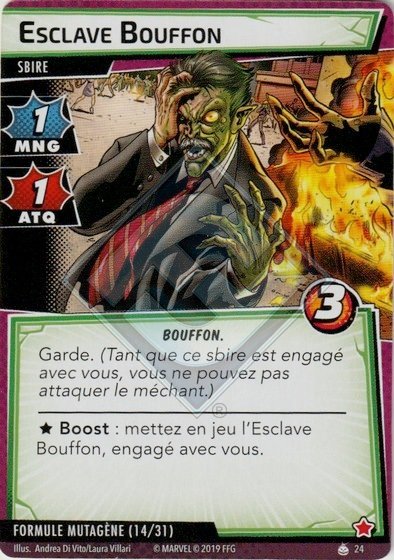 Esclave Bouffon
SBIRE
1
MNG
1
ATQ
3
BOUFFON.
Garde. (Tant que ce sbire est engagé
avec vous, vous ne pouvez pas
attaquer le méchant.)
★ Boost : mettez en jeu l'Esclave
Bouffon, engagé avec vous.
FORMULE MUTAGÈNE (14/31)
Illus. Andrea Di Vito/Laura Villari
© MARVEL © 2019 FFG
24